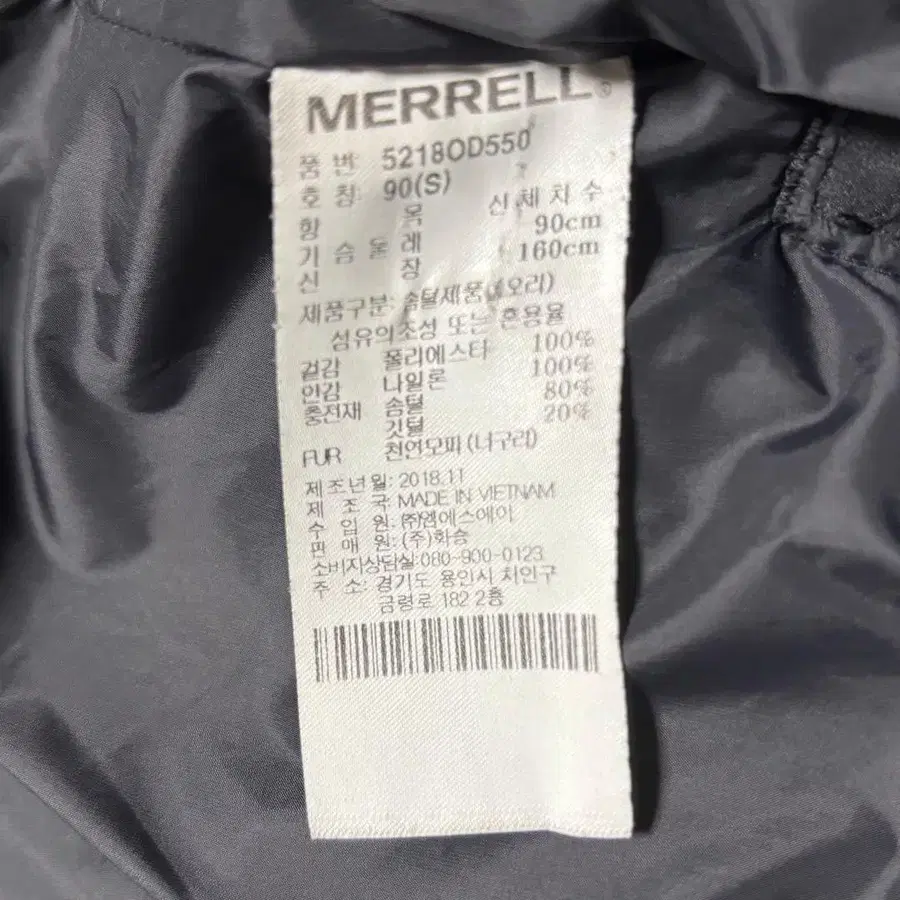 MERRELL®
품 번: 5218OD550
호 칭: 90(S)
항 목 신체치수
기 슴 울 레 90cm
신 장 160cm
제품구분: 솜털제품(오리)
섬유의조성 또는 혼용율
겉감 폴리에스타 100%
안감 나일론 100%
충전재 솜털 80%
깃털 20%
FUR 천연모피(너구리)
제조년월: 2018.11
제 조 국: MADE IN VIETNAM
수 입 원: ㈜엠에스에이
판 매 원: (주)화승
소비자상담실: 080-900-0123
주 소: 경기도 용인시 처인구
금령로 182 2층